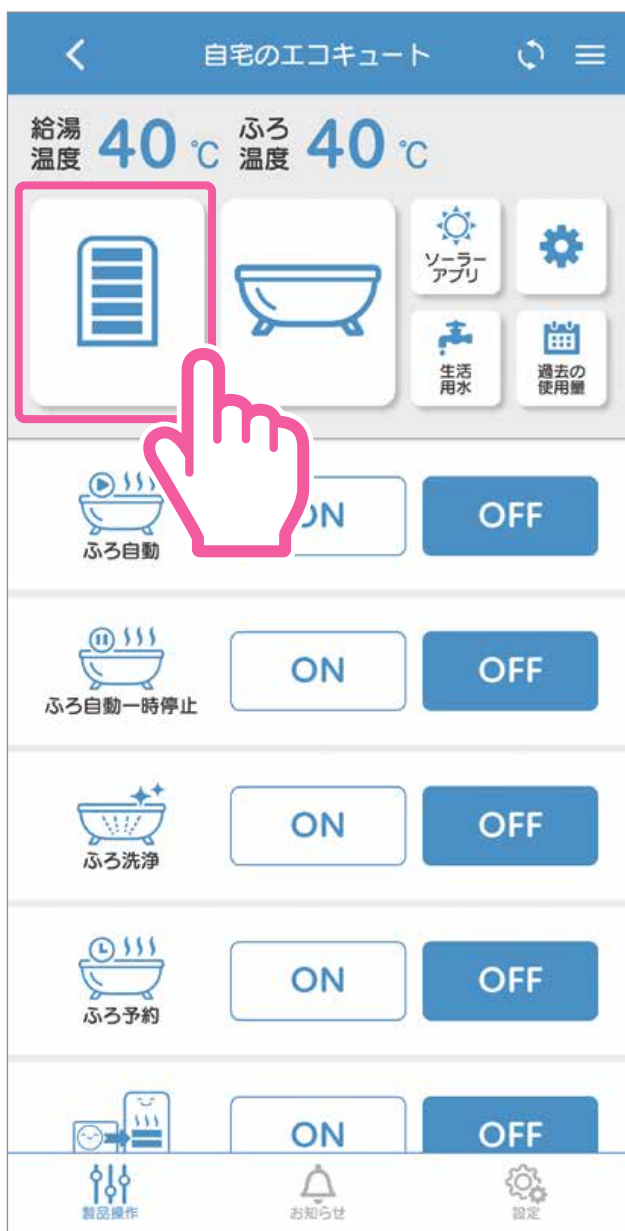 自宅のエコキュート
給湯
温度 40 ℃
ふろ
温度 40 ℃
ソーラー
アプリ
生活
用水
過去の
使用量
ふろ自動
OFF
ふろ自動一時停止
ON
OFF
ふろ洗浄
ON
OFF
ふろ予約
ON
OFF
ON
OFF
製品操作
お知らせ
設定